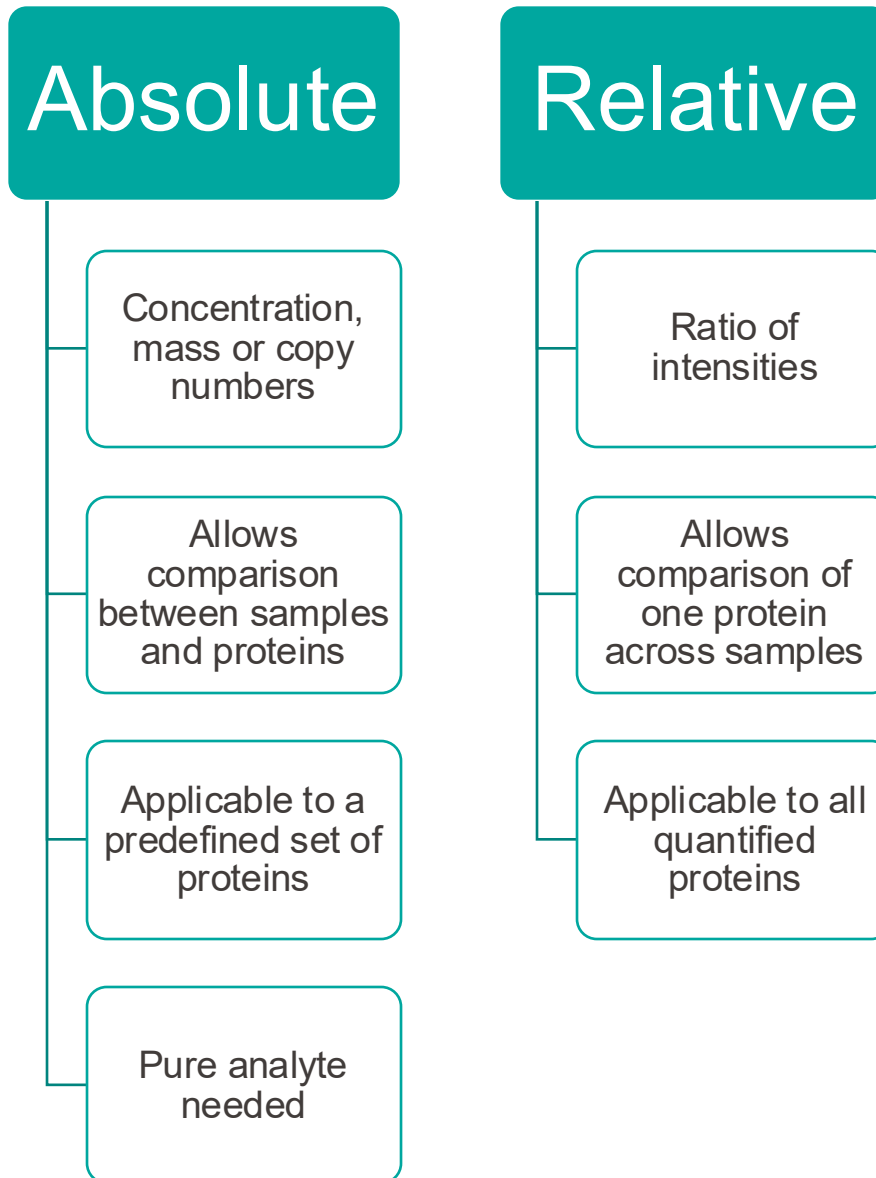 Absolute
Concentration,
mass or copy
numbers
Allows
comparison
between samples
and proteins
Applicable to a
predefined set of
proteins
Pure analyte
needed
Relative
Ratio of
intensities
Allows
comparison of
one protein
across samples
Applicable to all
quantified
proteins